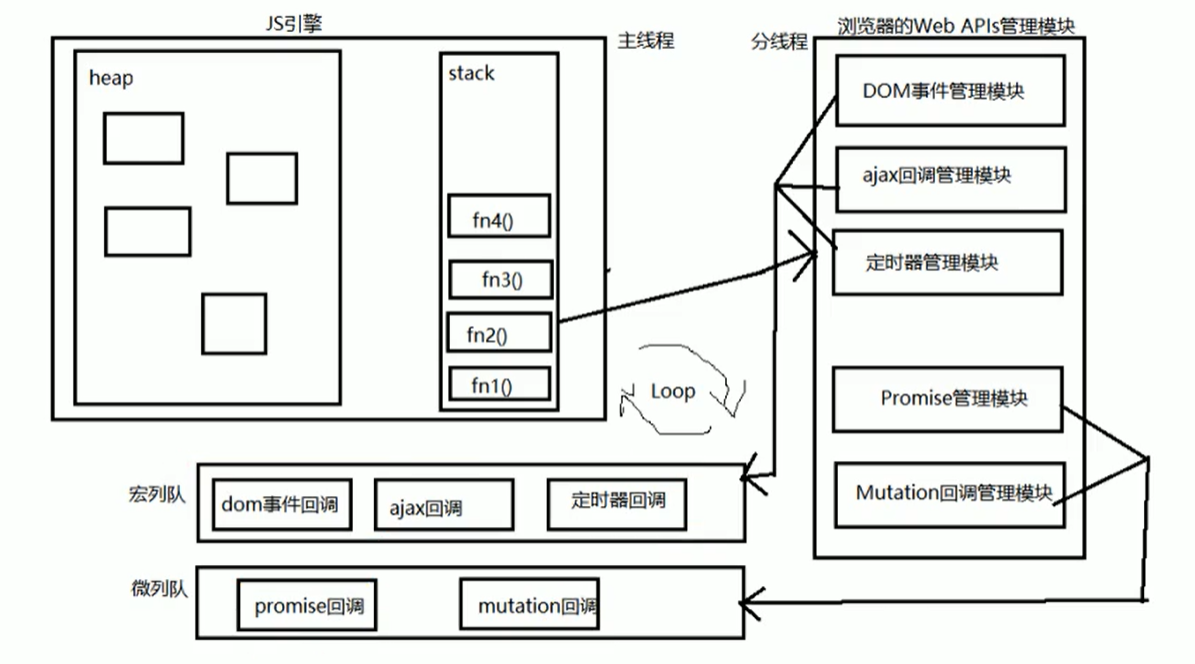 JS引擎
浏览器的Web APIs管理模块
主线程
分线程
heap
stack
DOM事件管理模块
ajax回调管理模块
fn4()
定时器管理模块
fn3()
fn2()
fn1()
Loop
Promise管理模块
Mutation回调管理模块
宏列队
dom事件回调
ajax回调
定时器回调
微列队
promise回调
mutation回调